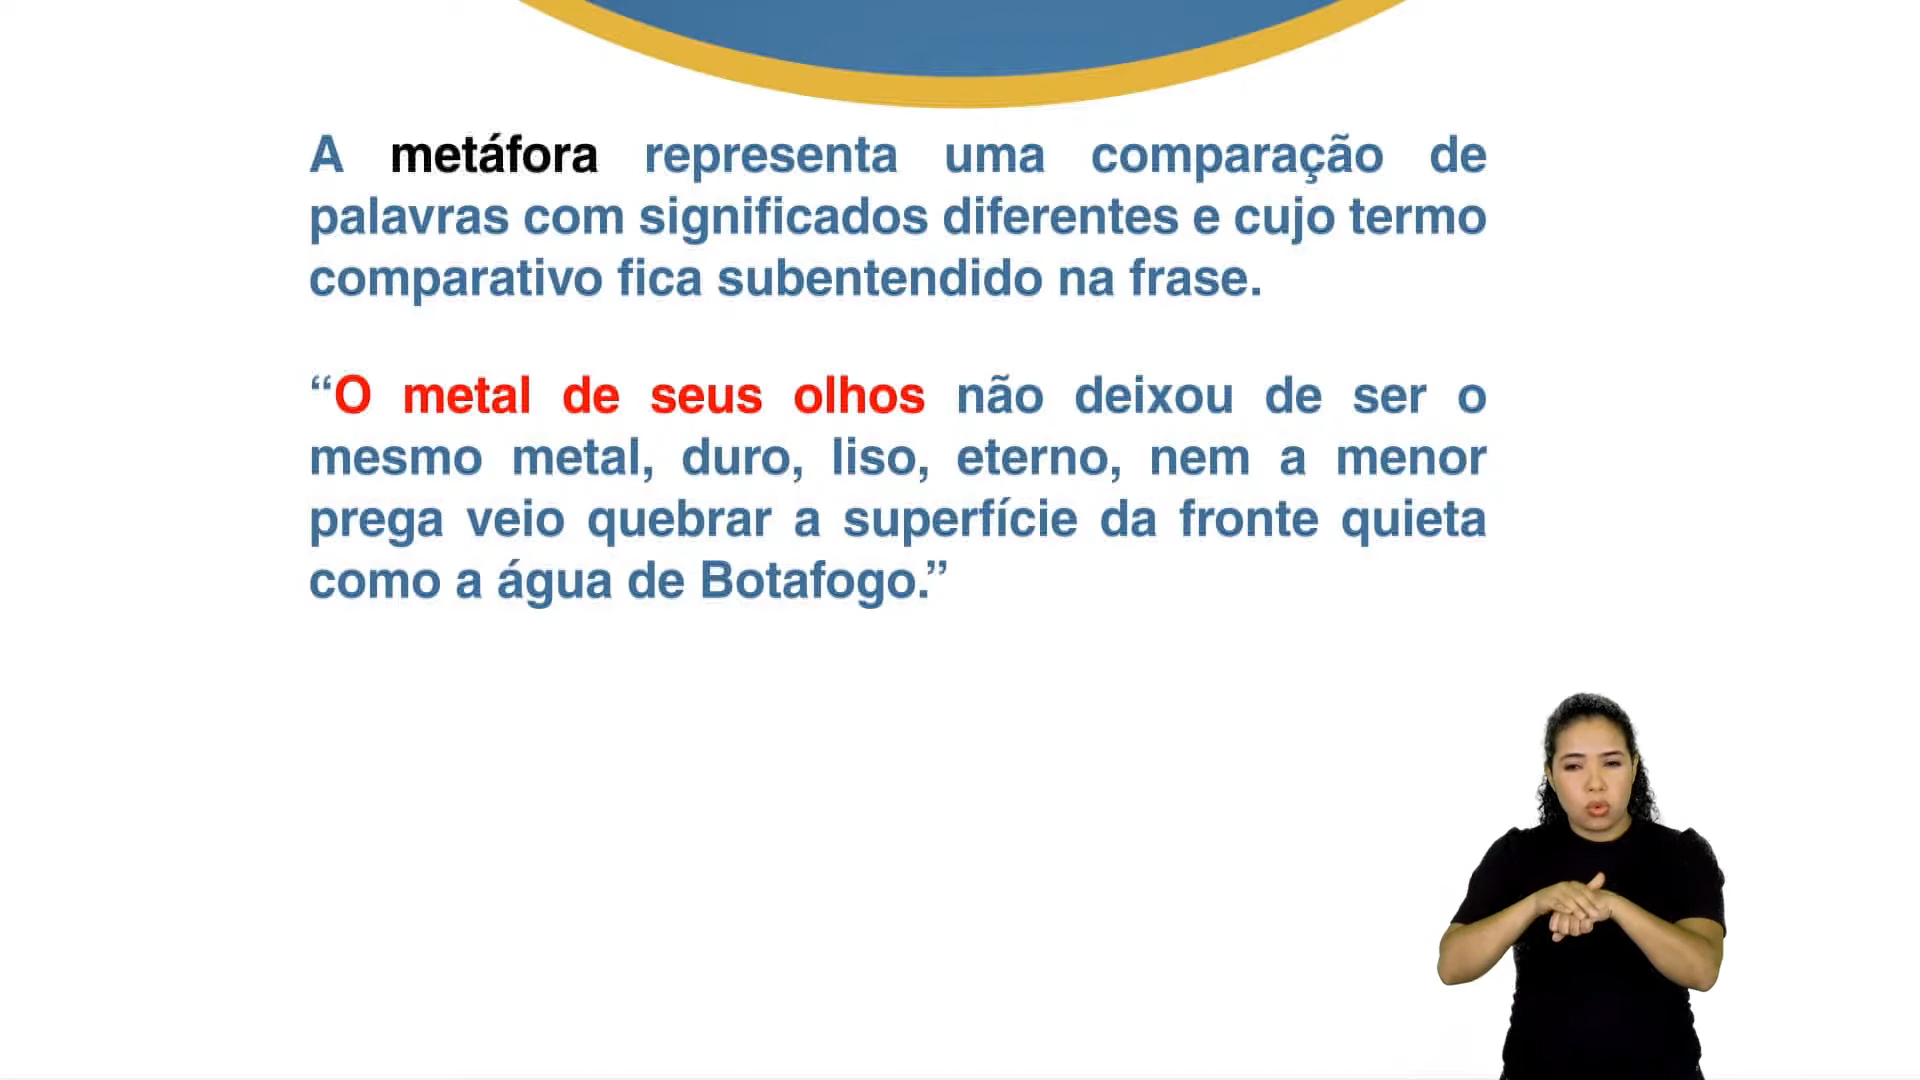 A metáfora representa uma comparação de
palavras com significados diferentes e cujo termo
comparativo fica subentendido na frase.
“O metal de seus olhos não deixou de ser o
mesmo metal, duro, liso, eterno, nem a menor
prega veio quebrar a superfície da fronte quieta
como a água de Botafogo.”